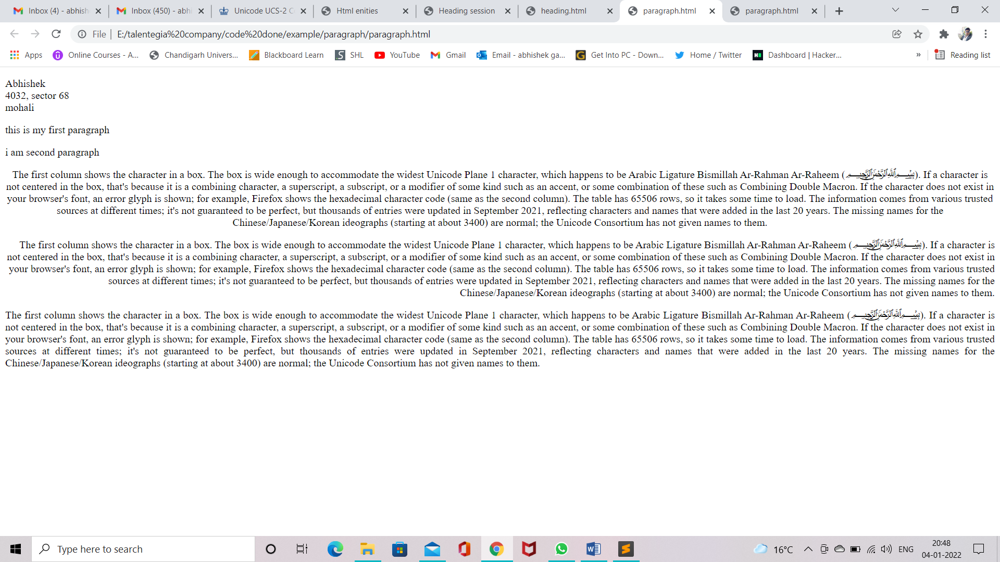 Inbox (4) - abhish
Inbox (450) - abhi
Unicode UCS-2 C
Html enities
Heading session
heading.html
paragraph.html
paragraph.html
File
E:/talentegia%20company/code%20done/example/paragraph/paragraph.html
Apps
Online Courses - A...
Chandigarh Univers...
Blackboard Learn
SHL
YouTube
Gmail
Email - abhishek ga...
Get Into PC - Down...
Home / Twitter
Dashboard | Hacker...
»
Reading list
Abhishek
4032, sector 68
mohali
this is my first paragraph
i am second paragraph
The first column shows the character in a box. The box is wide enough to accommodate the widest Unicode Plane 1 character, which happens to be Arabic Ligature Bismillah Ar-Rahman Ar-Raheem (﷽). If a character is
not centered in the box, that's because it is a combining character, a superscript, a subscript, or a modifier of some kind such as an accent, or some combination of these such as Combining Double Macron. If the character does not exist in
your browser's font, an error glyph is shown; for example, Firefox shows the hexadecimal character code (same as the second column). The table has 65506 rows, so it takes some time to load. The information comes from various trusted
sources at different times; it's not guaranteed to be perfect, but thousands of entries were updated in September 2021, reflecting characters and names that were added in the last 20 years. The missing names for the
Chinese/Japanese/Korean ideographs (starting at about 3400) are normal; the Unicode Consortium has not given names to them.
The first column shows the character in a box. The box is wide enough to accommodate the widest Unicode Plane 1 character, which happens to be Arabic Ligature Bismillah Ar-Rahman Ar-Raheem (﷽). If a character is
not centered in the box, that's because it is a combining character, a superscript, a subscript, or a modifier of some kind such as an accent, or some combination of these such as Combining Double Macron. If the character does not exist in
your browser's font, an error glyph is shown; for example, Firefox shows the hexadecimal character code (same as the second column). The table has 65506 rows, so it takes some time to load. The information comes from various trusted
sources at different times; it's not guaranteed to be perfect, but thousands of entries were updated in September 2021, reflecting characters and names that were added in the last 20 years. The missing names for the
Chinese/Japanese/Korean ideographs (starting at about 3400) are normal; the Unicode Consortium has not given names to them.
The first column shows the character in a box. The box is wide enough to accommodate the widest Unicode Plane 1 character, which happens to be Arabic Ligature Bismillah Ar-Rahman Ar-Raheem (﷽). If a character is
not centered in the box, that's because it is a combining character, a superscript, a subscript, or a modifier of some kind such as an accent, or some combination of these such as Combining Double Macron. If the character does not exist in
your browser's font, an error glyph is shown; for example, Firefox shows the hexadecimal character code (same as the second column). The table has 65506 rows, so it takes some time to load. The information comes from various trusted
sources at different times; it's not guaranteed to be perfect, but thousands of entries were updated in September 2021, reflecting characters and names that were added in the last 20 years. The missing names for the
Chinese/Japanese/Korean ideographs (starting at about 3400) are normal; the Unicode Consortium has not given names to them.
Type here to search
16°C
ENG
20:48
04-01-2022